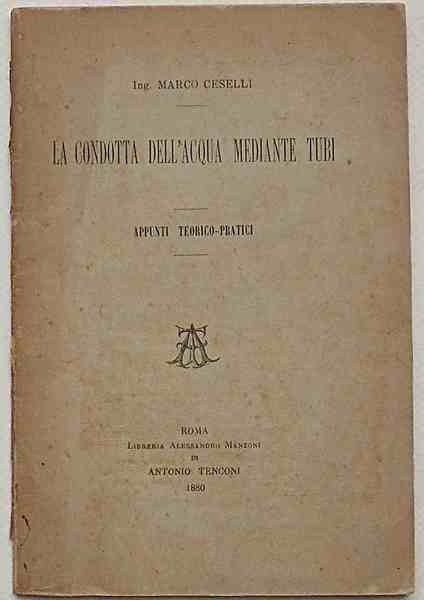 Ing. MARCO CESELLI
LA CONDOTTA DELL'ACQUA MEDIANTE TUBI
APPUNTI TEORICO-PRATICI
ROMA
LIBRERIA ALESSANDRO MANZONI
DI
ANTONIO TENCONI
1880